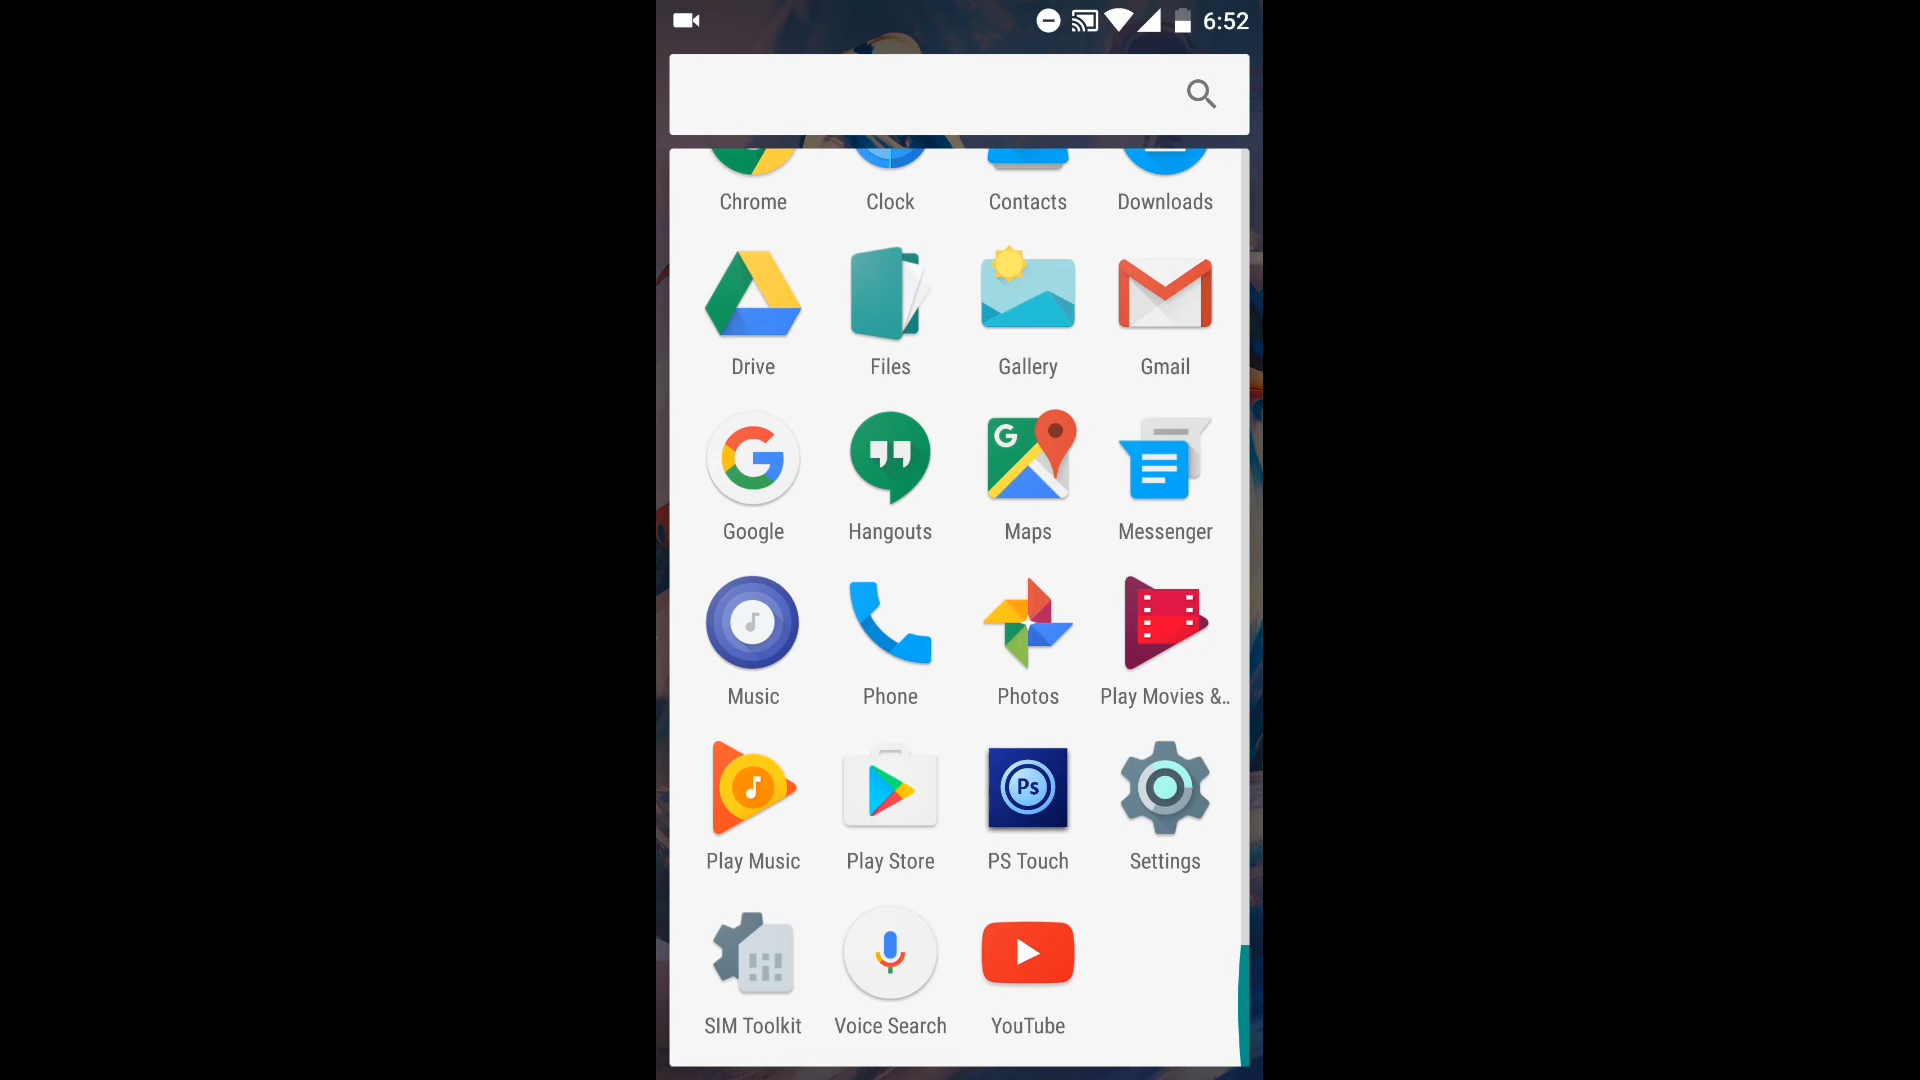 6:52
Chrome Clock Contacts Downloads
Drive Files Gallery Gmail
G
Google Hangouts Maps Messenger
Music Phone Photos Play Movies &..
Ps
Play Music Play Store PS Touch Settings
SIM Toolkit Voice Search YouTube